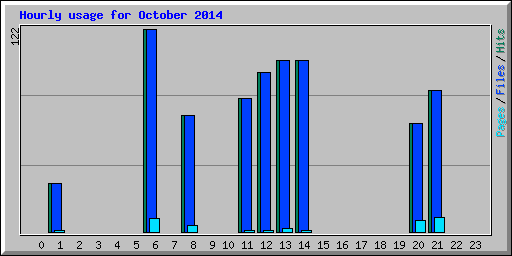 Hourly usage for October 2014
122
Pages/Files/Hits
0 1 2 3 4 5 6 7 8 9 10 11 12 13 14 15 16 17 18 19 20 21 22 23